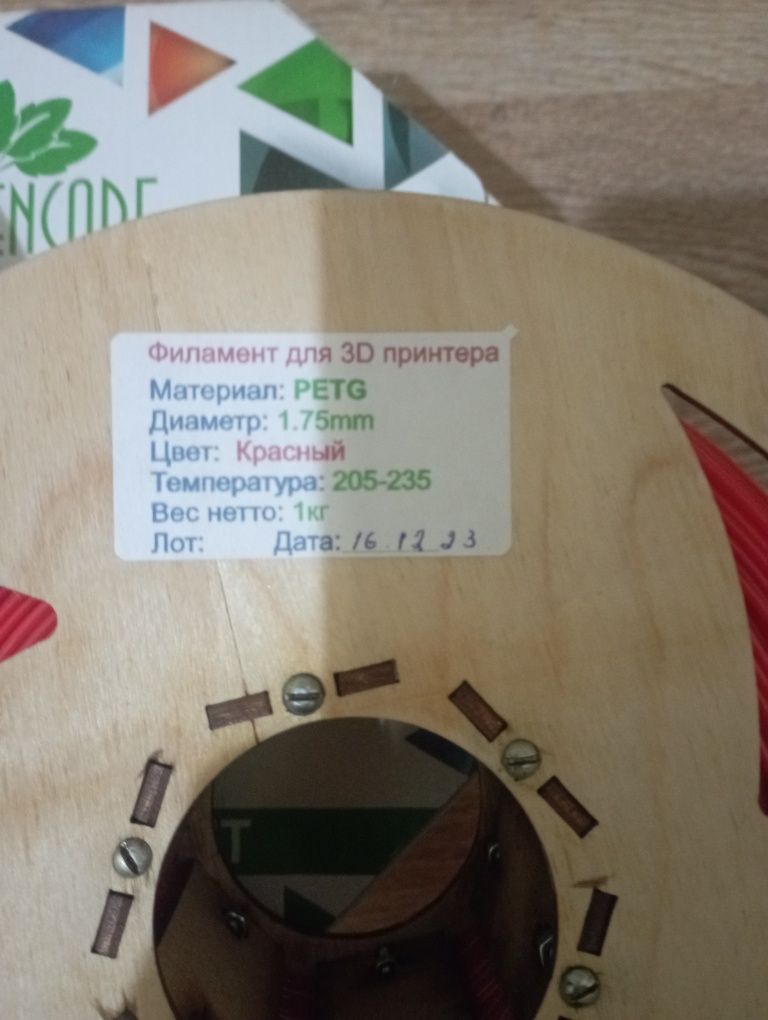 ENCODE
Филамент для 3D принтера
Материал: PETG
Диаметр: 1.75mm
Цвет: Красный
Температура: 205-235
Вес нетто: 1кг
Лот: Дата: 16.12.23
T